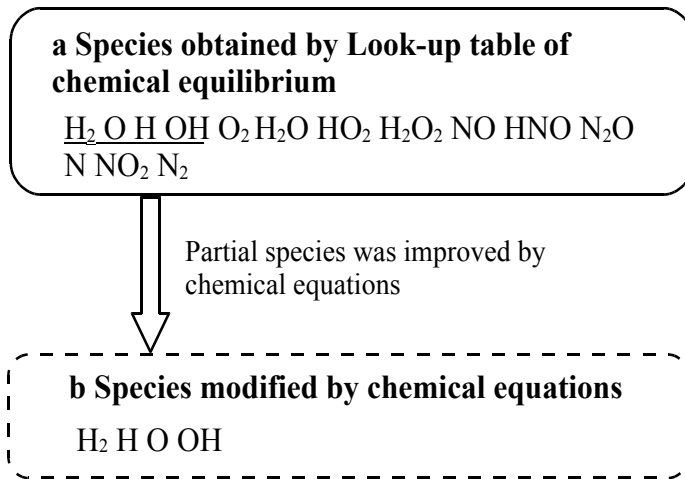 a Species obtained by Look-up table of
chemical equilibrium
H₂ O H OH O₂ H₂O HO₂ H₂O₂ NO HNO N₂O
N NO₂ N₂
Partial species was improved by
chemical equations
b Species modified by chemical equations
H₂ H O OH